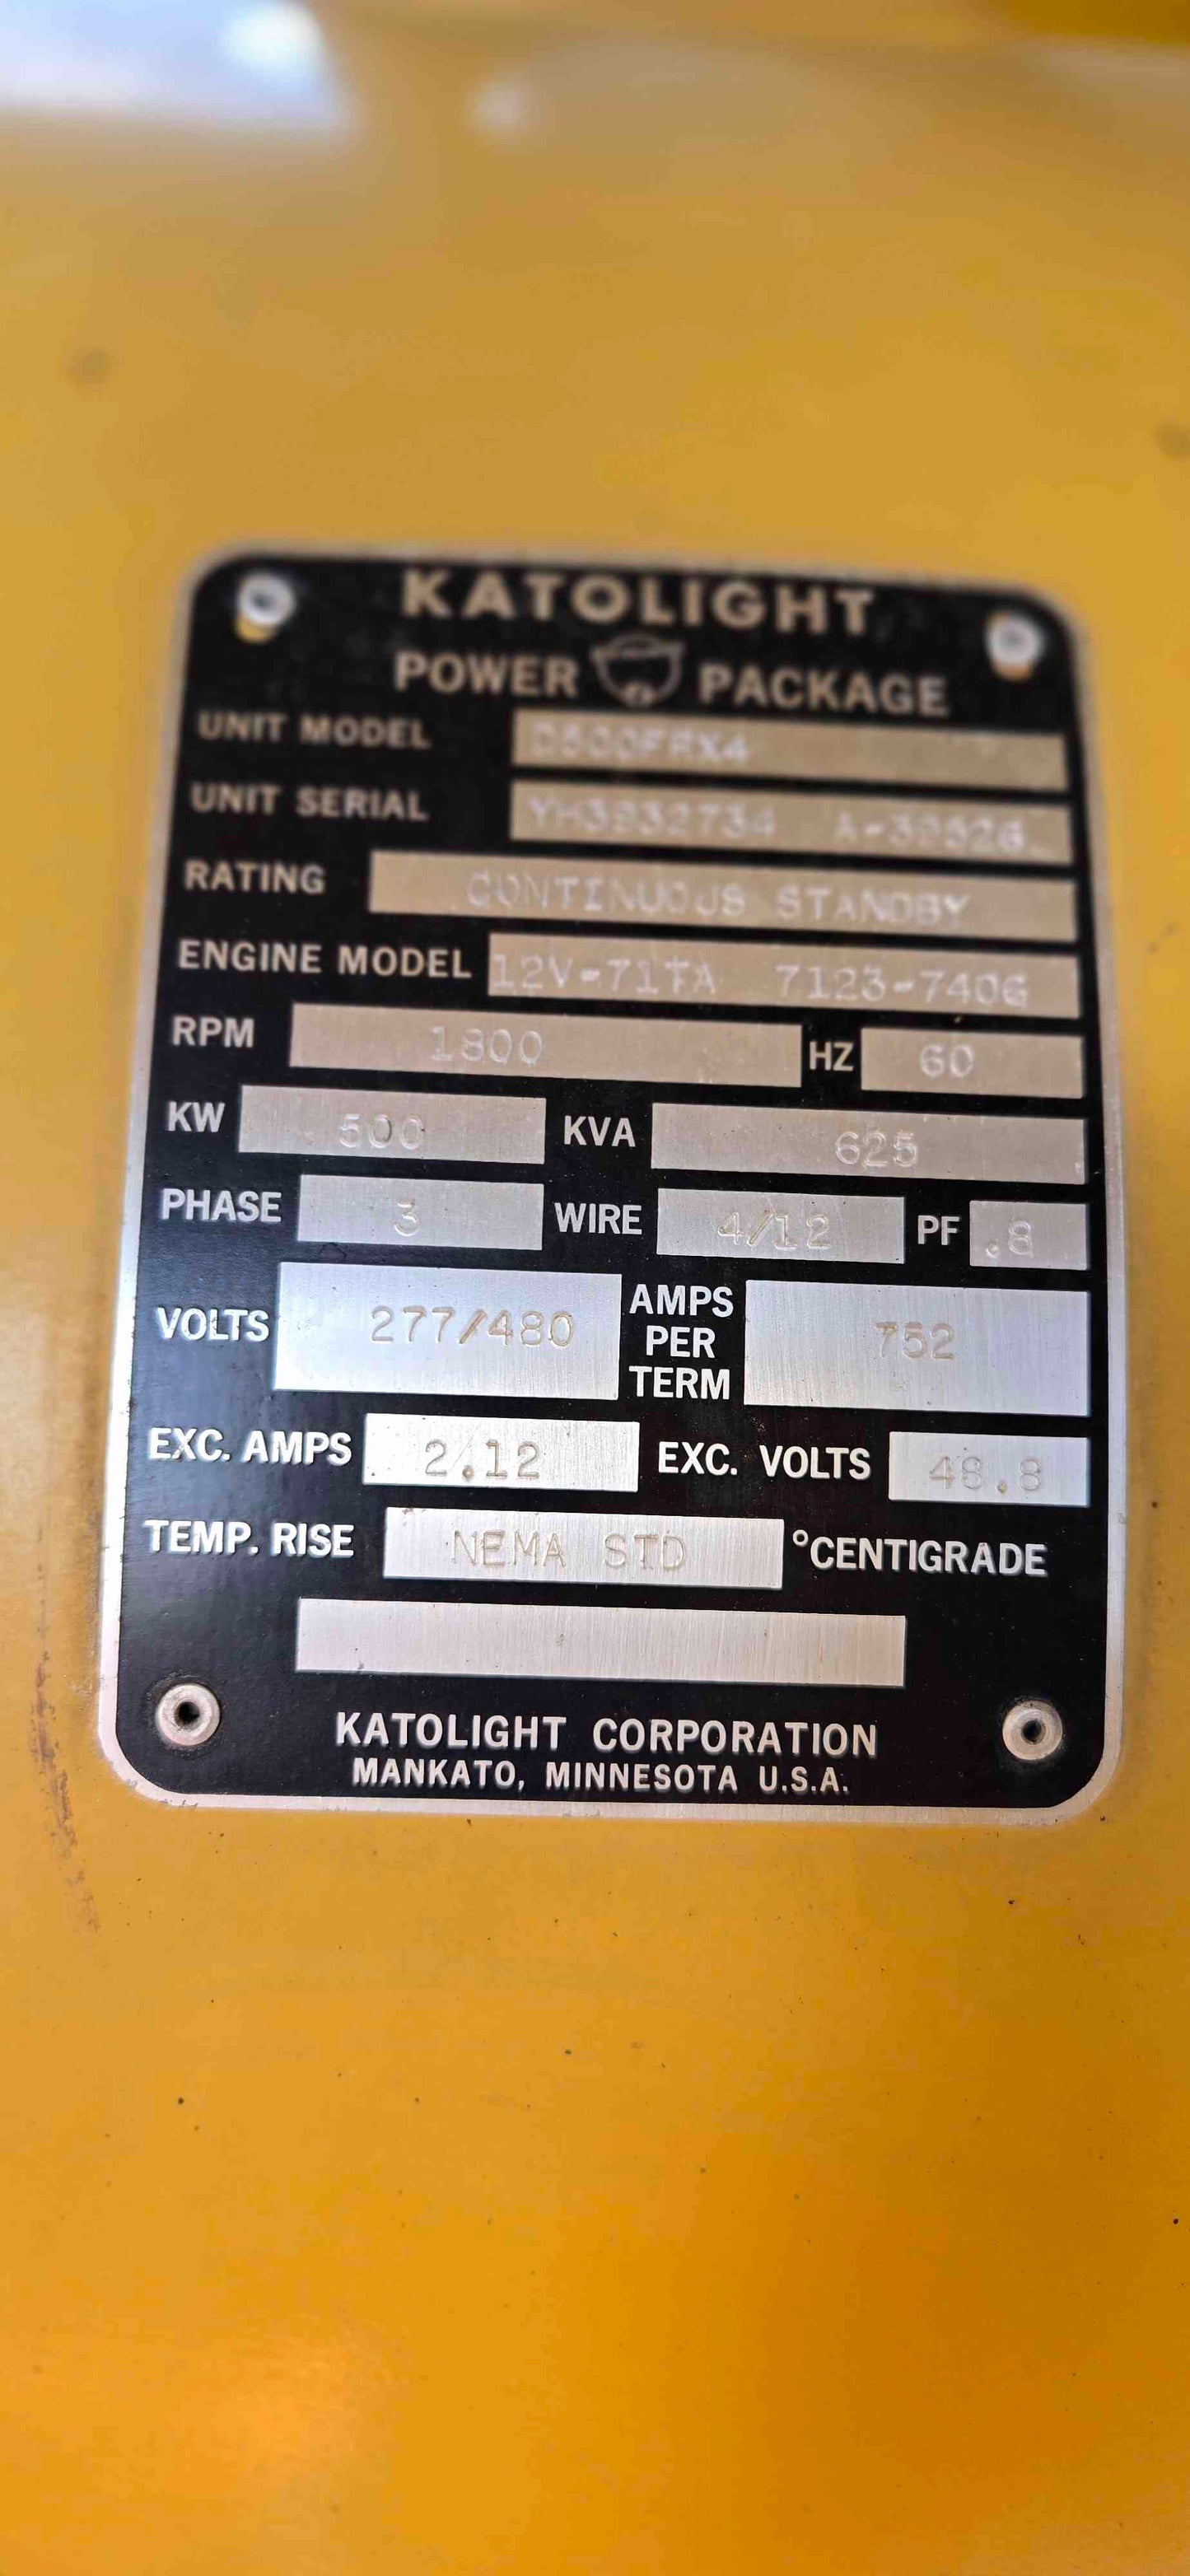 KATOLIGHT
POWER PACKAGE
UNIT MODEL D500FRX4
UNIT SERIAL YH3932734 A-39526
RATING CONTINUOUS STANDBY
ENGINE MODEL 12V-71TA 7123-7406
RPM 1800 HZ 60
KW 500 KVA 625
PHASE 3 WIRE 4/12 PF .8
VOLTS 277/480 AMPS PER TERM 752
EXC. AMPS 2.12 EXC. VOLTS 48.8
TEMP. RISE NEMA STD °CENTIGRADE
KATOLIGHT CORPORATION
MANKATO, MINNESOTA U.S.A.